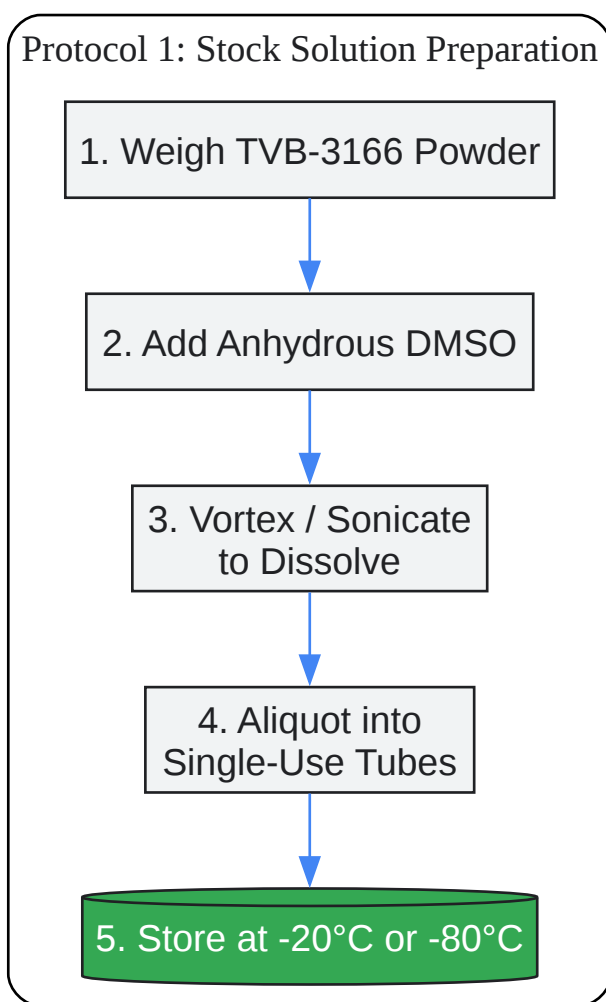 Protocol 1: Stock Solution Preparation
1. Weigh TVB-3166 Powder
2. Add Anhydrous DMSO
3. Vortex / Sonicate
to Dissolve
4. Aliquot into
Single-Use Tubes
5. Store at -20°C or -80°C